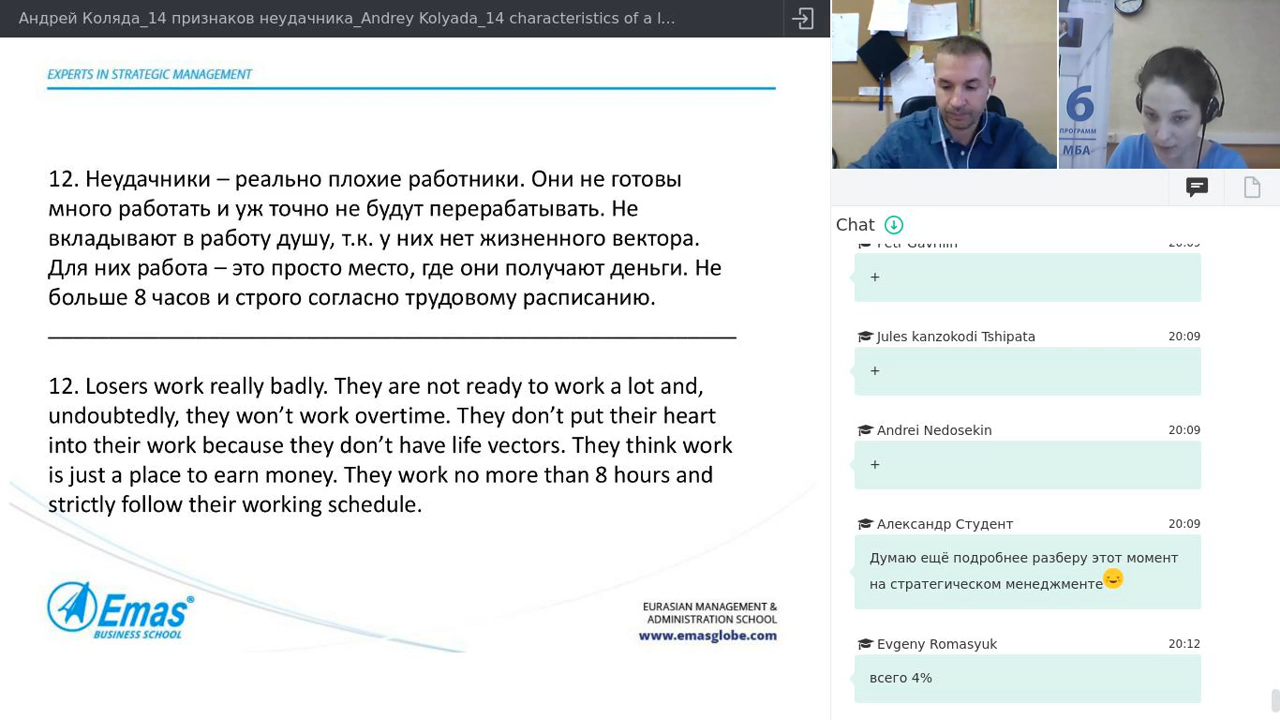 Андрей Коляда_14 признаков неудачника_Andrey Kolyada_14 characteristics of a l...
EXPERTS IN STRATEGIC MANAGEMENT
12. Неудачники – реально плохие работники. Они не готовы
много работать и уж точно не будут перерабатывать. Не
вкладывают в работу душу, т.к. у них нет жизненного вектора.
Для них работа – это просто место, где они получают деньги. Не
больше 8 часов и строго согласно трудовому расписанию.
12. Losers work really badly. They are not ready to work a lot and,
undoubtedly, they won’t work overtime. They don’t put their heart
into their work because they don’t have life vectors. They think work
is just a place to earn money. They work no more than 8 hours and
strictly follow their working schedule.
Emas®
BUSINESS SCHOOL
EURASIAN MANAGEMENT &
ADMINISTRATION SCHOOL
www.emasglobe.com
6
ПРОГРАММ
МБА
Chat
Petr Gavrilin 20:09
+
Jules kanzokodi Tshipata 20:09
+
Andrei Nedosekin 20:09
+
Александр Студент 20:09
Думаю ещё подробнее разберу этот момент
на стратегическом менеджменте
Evgeny Romasyuk 20:12
всего 4%